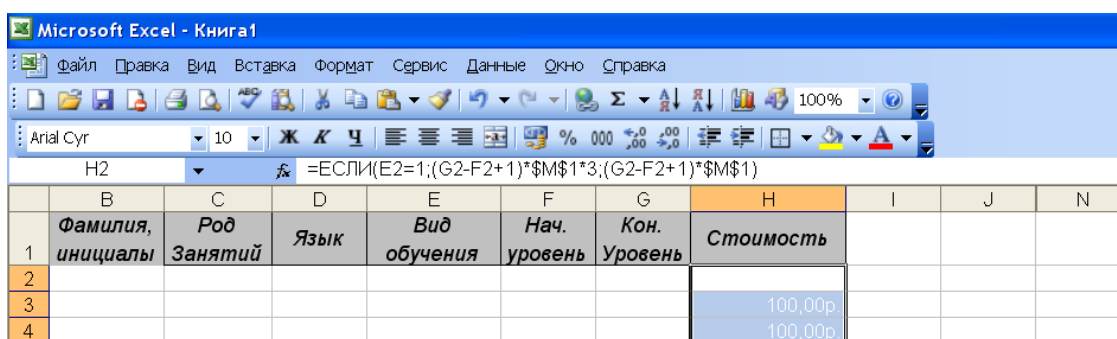 Microsoft Excel - Книга1
Файл Правка Вид Вставка Формат Сервис Данные Окно Справка
100%
Arial Cyr 10 Ж К Ч % 000
H2 fx =ЕСЛИ(E2=1;(G2-F2+1)*$M$1*3;(G2-F2+1)*$M$1)
B C D E F G H I J N
1 Фамилия, инициалы Род Занятий Язык Вид обучения Нач. уровень Кон. Уровень Стоимость
2
3 100,00р.
4 100,00р.